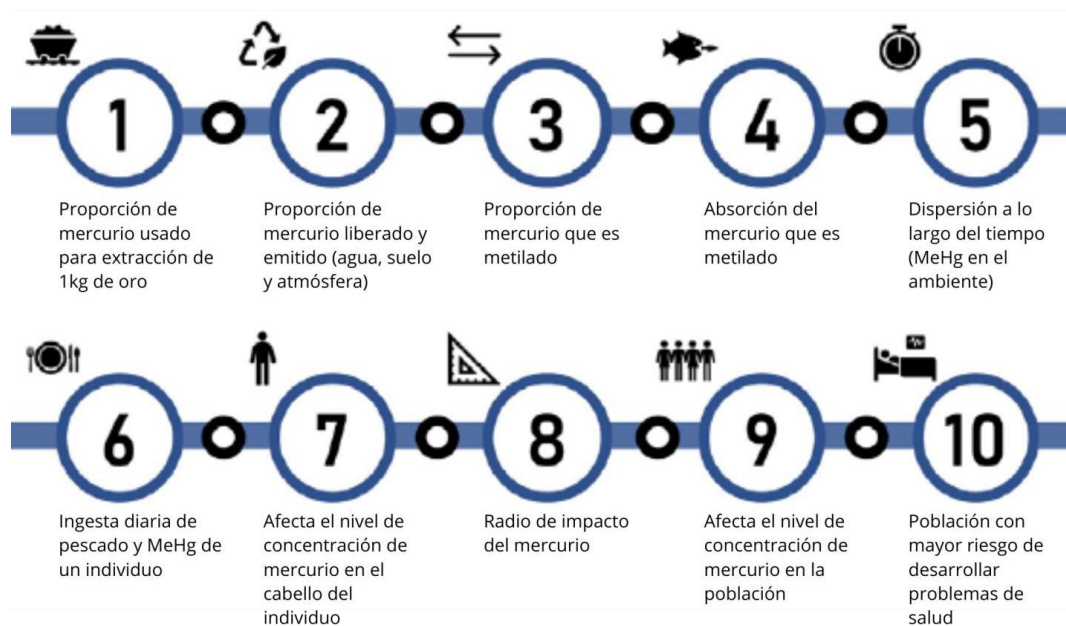 1
Proporción de
mercurio usado
para extracción de
1kg de oro
2
Proporción de
mercurio liberado y
emitido (agua, suelo
y atmósfera)
3
Proporción de
mercurio que es
metilado
4
Absorción del
mercurio que es
metilado
5
Dispersión a lo
largo del tiempo
(MeHg en el
ambiente)
6
Ingesta diaria de
pescado y MeHg de
un individuo
7
Afecta el nivel de
concentración de
mercurio en el
cabello del
individuo
8
Radio de impacto
del mercurio
9
Afecta el nivel de
concentración de
mercurio en la
población
10
Población con
mayor riesgo de
desarrollar
problemas de
salud